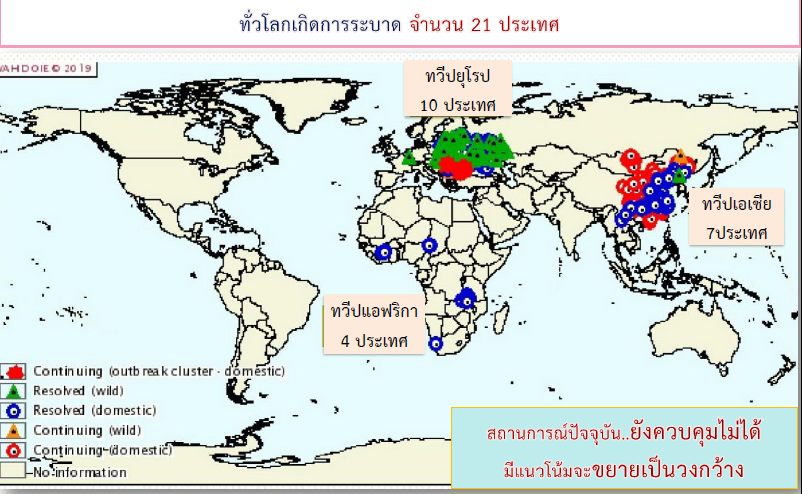 ทั่วโลกเกิดการระบาด จำนวน 21 ประเทศ
WAHDOIE © 2019
ทวีปยุโรป
10 ประเทศ
ทวีปเอเซีย
7ประเทศ
ทวีปแอฟริกา
4 ประเทศ
Continuing (outbreak cluster - domestic)
Resolved (wild)
Resolved (domestic)
Continuing (wild)
Continuing (domestic)
No information
สถานการณ์ปัจจุบัน..ยังควบคุมไม่ได้
มีแนวโน้มจะขยายเป็นวงกว้าง